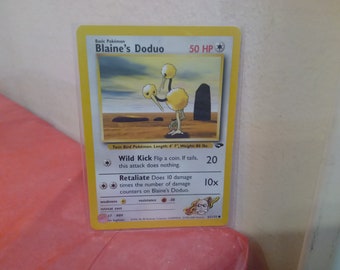 Basic Pokémon
Blaine's Doduo 50 HP
Twin Bird Pokémon. Length: 4' 7", Weight: 86 lbs.
Wild Kick Flip a coin. If tails, this attack does nothing. 20
Retaliate Does 10 damage times the number of damage counters on Blaine's Doduo. 10x
weakness resistance -30
retreat cost